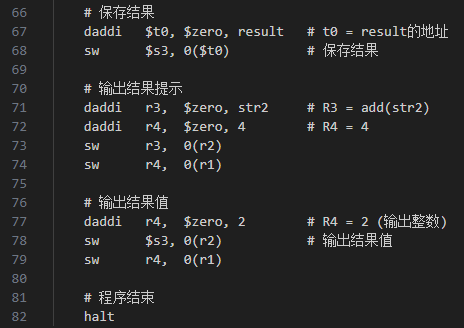 66 # 保存结果
67 daddi $t0, $zero, result # t0 = result的地址
68 sw $s3, 0($t0) # 保存结果
69
70 # 输出结果提示
71 daddi r3, $zero, str2 # R3 = add(str2)
72 daddi r4, $zero, 4 # R4 = 4
73 sw r3, 0(r2)
74 sw r4, 0(r1)
75
76 # 输出结果值
77 daddi r4, $zero, 2 # R4 = 2 (输出整数)
78 sw $s3, 0(r2) # 输出结果值
79 sw r4, 0(r1)
80
81 # 程序结束
82 halt